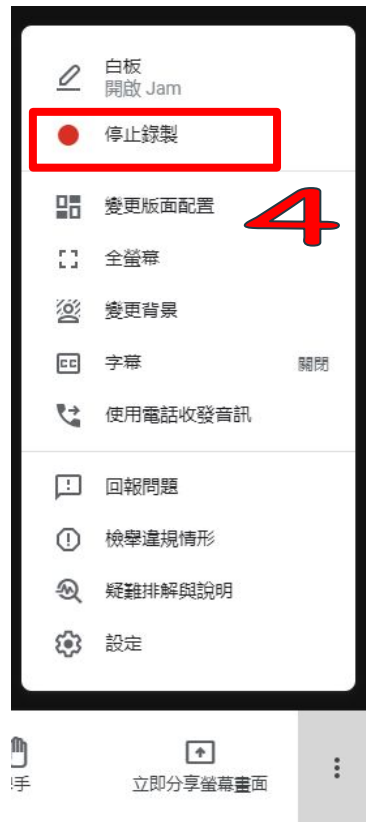 白板
開啟 Jam
停止錄製
變更版面配置
4
全螢幕
變更背景
字幕 關閉
使用電話收發音訊
回報問題
檢舉違規情形
疑難排解與說明
設定
手 立即分享螢幕畫面